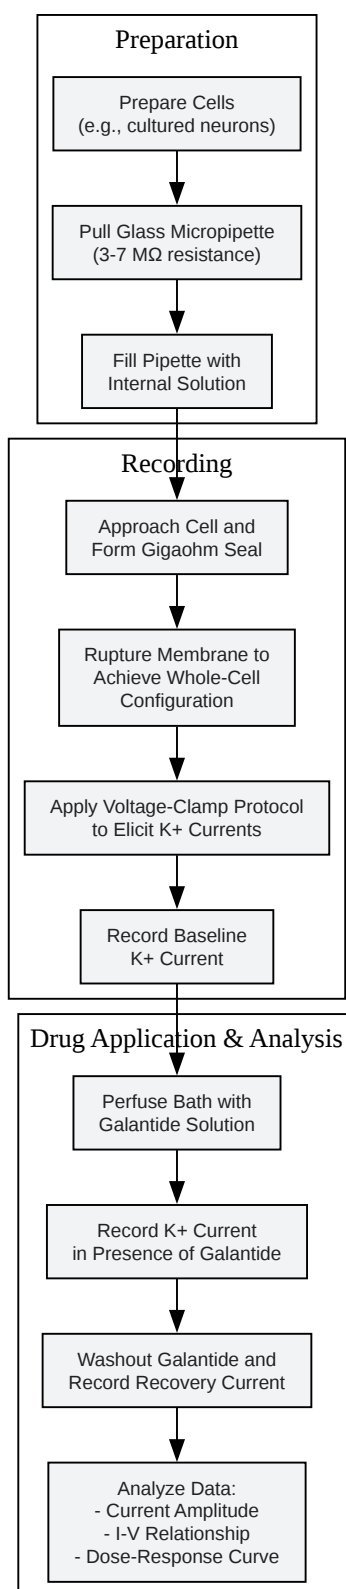 Preparation
Prepare Cells
(e.g., cultured neurons)
Pull Glass Micropipette
(3-7 MΩ resistance)
Fill Pipette with
Internal Solution
Recording
Approach Cell and
Form Gigaohm Seal
Rupture Membrane to
Achieve Whole-Cell
Configuration
Apply Voltage-Clamp Protocol
to Elicit K+ Currents
Record Baseline
K+ Current
Drug Application & Analysis
Perfuse Bath with
Galantide Solution
Record K+ Current
in Presence of Galantide
Washout Galantide and
Record Recovery Current
Analyze Data:
- Current Amplitude
- I-V Relationship
- Dose-Response Curve